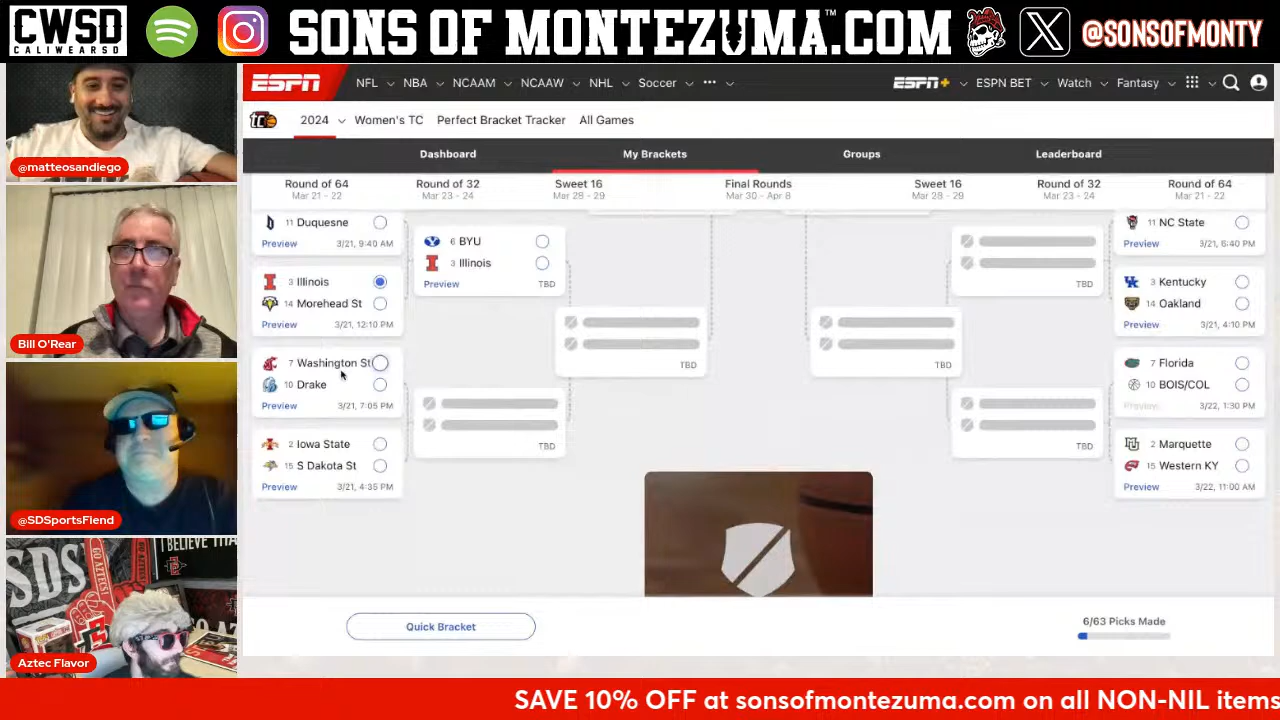 CWSD
CALIWEARSD
SONS OF MONTEZUMA.COM™
@SONSOFMONTY
@matteosandiego
Bill O'Rear
@SDSportsFiend
SDS
GO AZTECS!
I BELIEVE THA
Aztec Flavor
ESPN
NFL
NBA
NCAAM
NCAAW
NHL
Soccer
ESPN+
ESPN BET
Watch
Fantasy
tc
2024
Women's TC
Perfect Bracket Tracker
All Games
Dashboard
My Brackets
Groups
Leaderboard
Round of 64
Mar 21 - 22
Round of 32
Mar 23 - 24
Sweet 16
Mar 28 - 29
Final Rounds
Mar 30 - Apr 8
Sweet 16
Mar 28 - 29
Round of 32
Mar 23 - 24
Round of 64
Mar 21 - 22
11 Duquesne
Preview 3/21, 9:40 AM
3 Illinois
14 Morehead St
Preview 3/21, 12:10 PM
7 Washington St
10 Drake
Preview 3/21, 7:05 PM
2 Iowa State
15 S Dakota St
Preview 3/21, 4:35 PM
6 BYU
3 Illinois
Preview TBD
TBD
TBD
TBD
TBD
TBD
11 NC State
Preview 3/21, 6:40 PM
3 Kentucky
14 Oakland
Preview 3/21, 4:10 PM
7 Florida
10 BOIS/COL
Preview 3/22, 1:30 PM
2 Marquette
15 Western KY
Preview 3/22, 11:00 AM
Quick Bracket
6/63 Picks Made
SAVE 10% OFF at sonsofmontezuma.com on all NON-NIL items